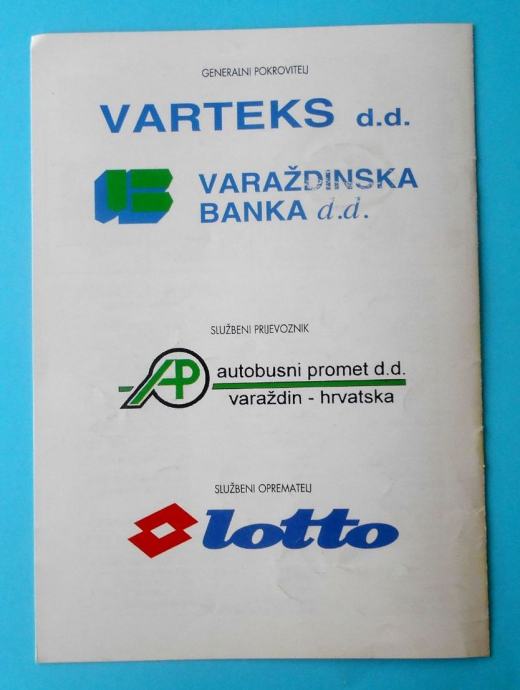 GENERALNI POKROVITELJ
VARTEKS d.d.
VARAŽDINSKA
BANKA d.d.
SLUŽBENI PRIJEVOZNIK
AP autobusni promet d.d.
varaždin - hrvatska
SLUŽBENI OPREMATELJ
lotto